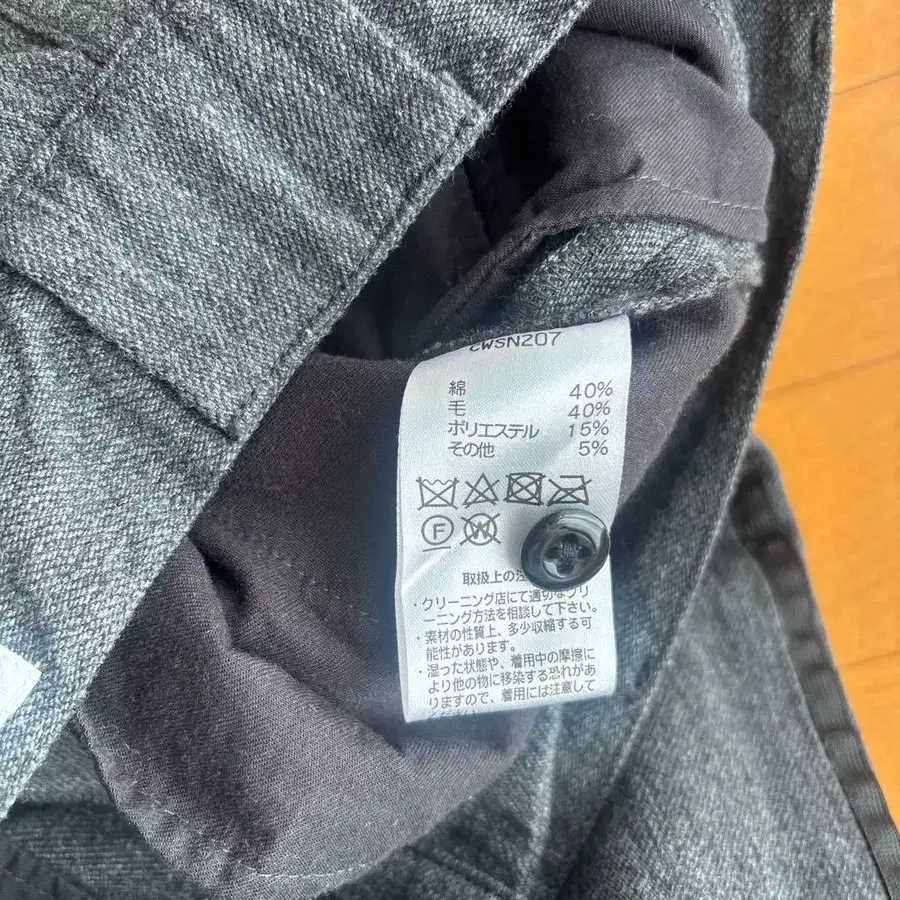 CWSN207
綿 40%
毛 40%
ポリエステル 15%
その他 5%
F W
取扱上の注
・クリーニング店にて適切なクリ
ーニング方法を相談して下さい。
・素材の性質上、多少収縮する可
能性があります。
・湿った状態や、着用中の摩擦に
より他の物に移染する恐れがあ
りますので、着用には注意して
ください